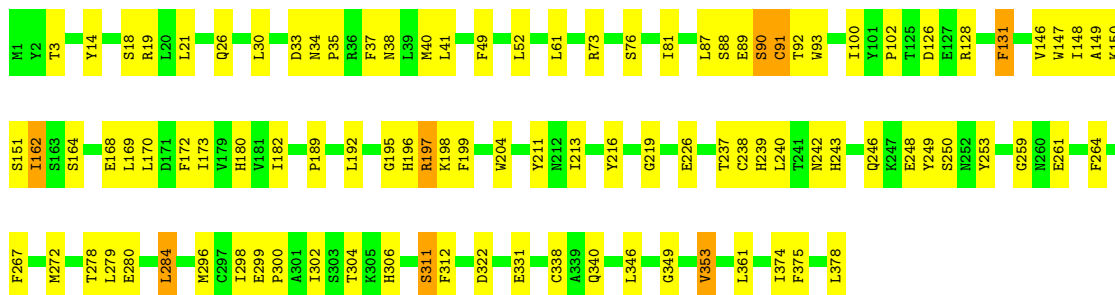 M1 Y2 T3 Y14 S18 R19 L20 L21 Q26 L30 D33 N34 P35 R36 F37 N38 L39 M40 L41 F49 L52 L61 R73 S76 I81 L87 S88 E89 S90 C91 T92 W93 I100 Y101 P102 T125 D126 E127 R128 F131 V146 W147 I148 A149 K150
S151 I162 S163 S164 E168 L169 L170 D171 F172 I173 V179 H180 V181 I182 P189 L192 G195 H196 R197 K198 F199 W204 Y211 N212 I213 Y216 G219 E226 T237 C238 H239 L240 T241 N242 H243 Q246 K247 E248 Y249 S250 N252 Y253 G259 N260 E261 F264
F267 M272 T278 L279 E280 L284 M296 C297 I298 E299 P300 A301 I302 S303 T304 K305 H306 S311 F312 D322 E331 C338 A339 Q340 L346 G349 V353 L361 I374 F375 L378